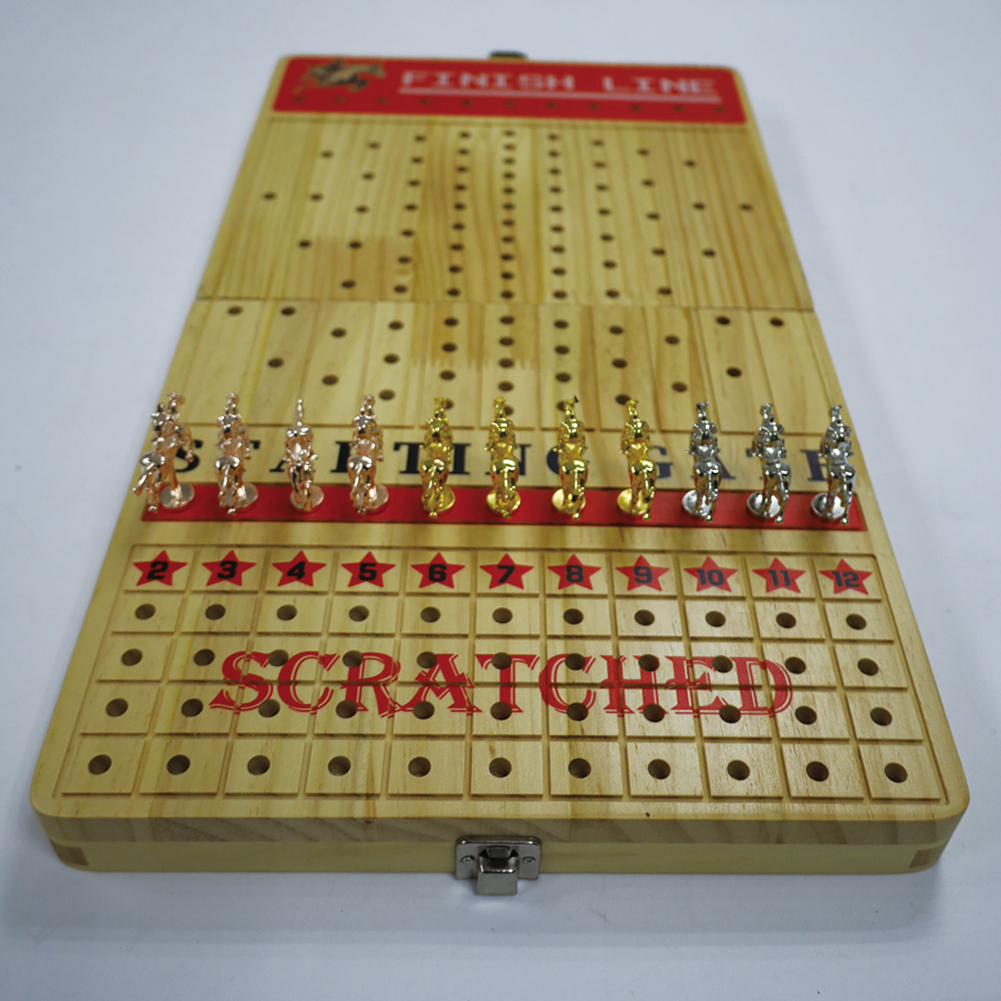 FINISH LINE
STARTING GATE
2 3 4 5 6 7 8 9 10 11 12
SCRATCHED